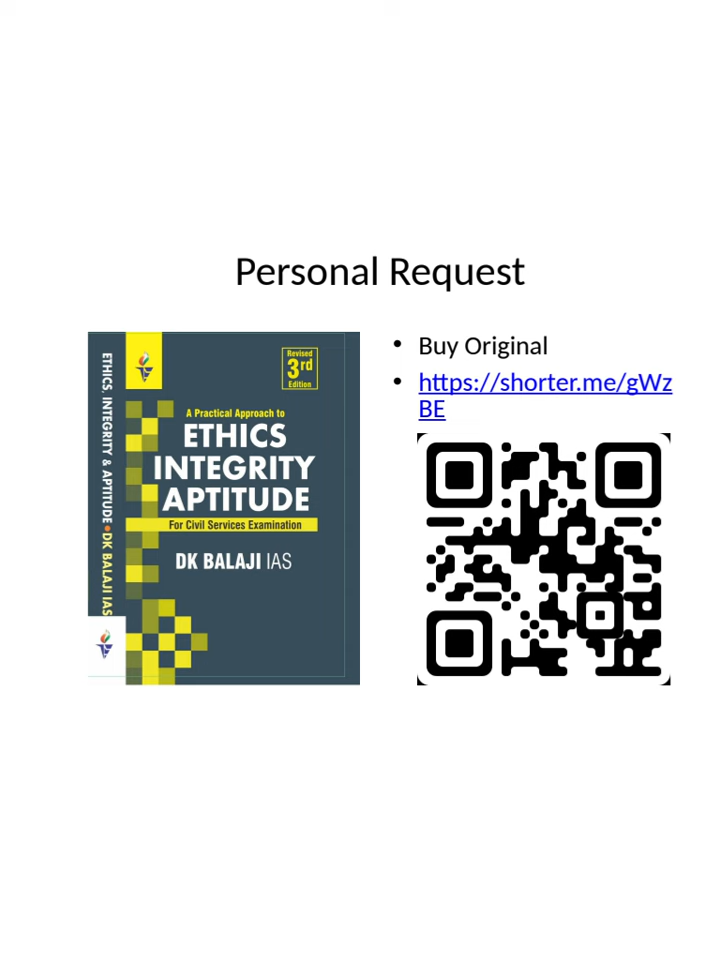 Personal Request
ETHICS, INTEGRITY & APTITUDE • DK BALAJI IAS
Revised
3rd
Edition
A Practical Approach to
ETHICS
INTEGRITY
APTITUDE
For Civil Services Examination
DK BALAJI IAS
• Buy Original
• https://shorter.me/gWz
BE